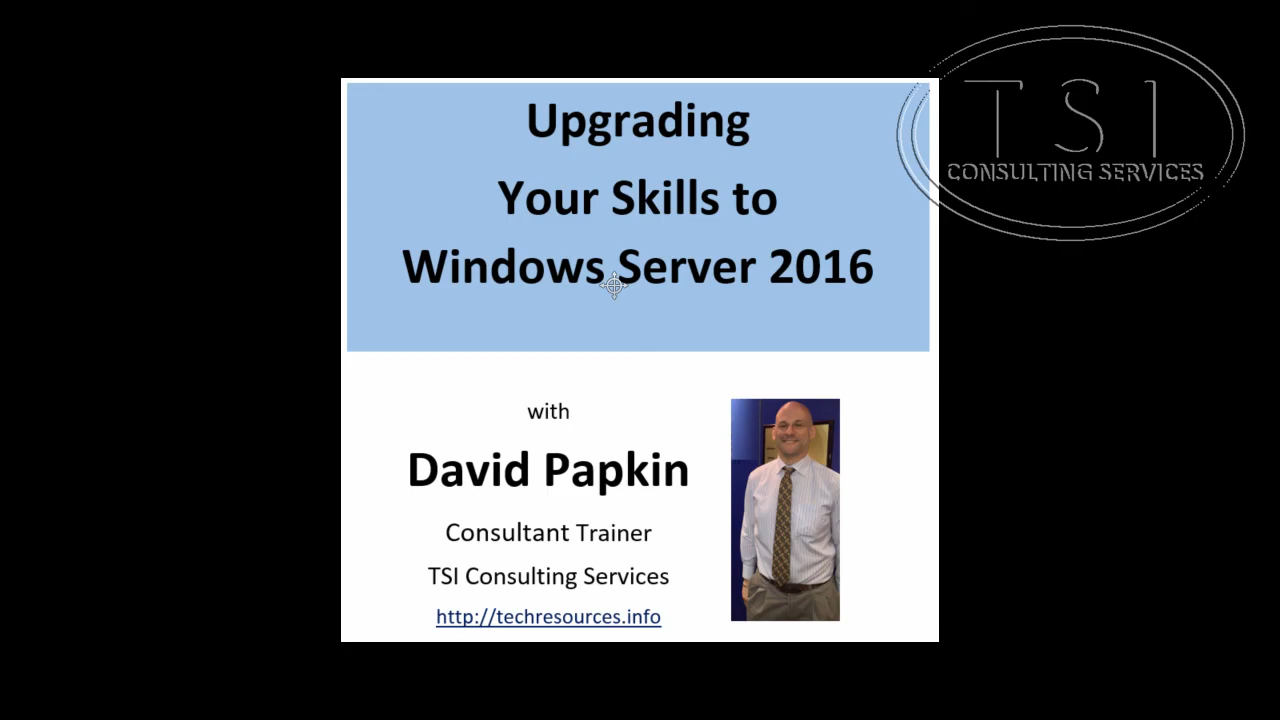 T S I
CONSULTING SERVICES
Upgrading
Your Skills to
Windows Server 2016
with
David Papkin
Consultant Trainer
TSI Consulting Services
http://techresources.info